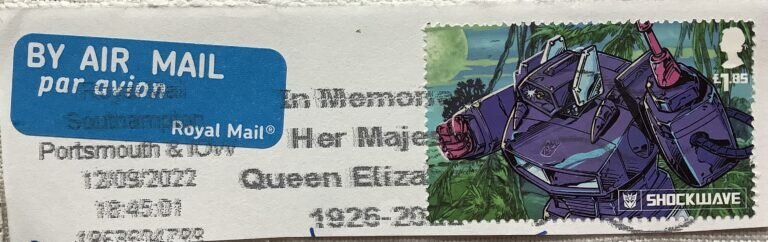 BY AIR MAIL
par avion
Royal Mail®
Southampton
Portsmouth & IOW
12/09/2022
18:45:01
In Memoria
Her Maje
Queen Eliza
1926-20
£1.85
SHOCKWAVE